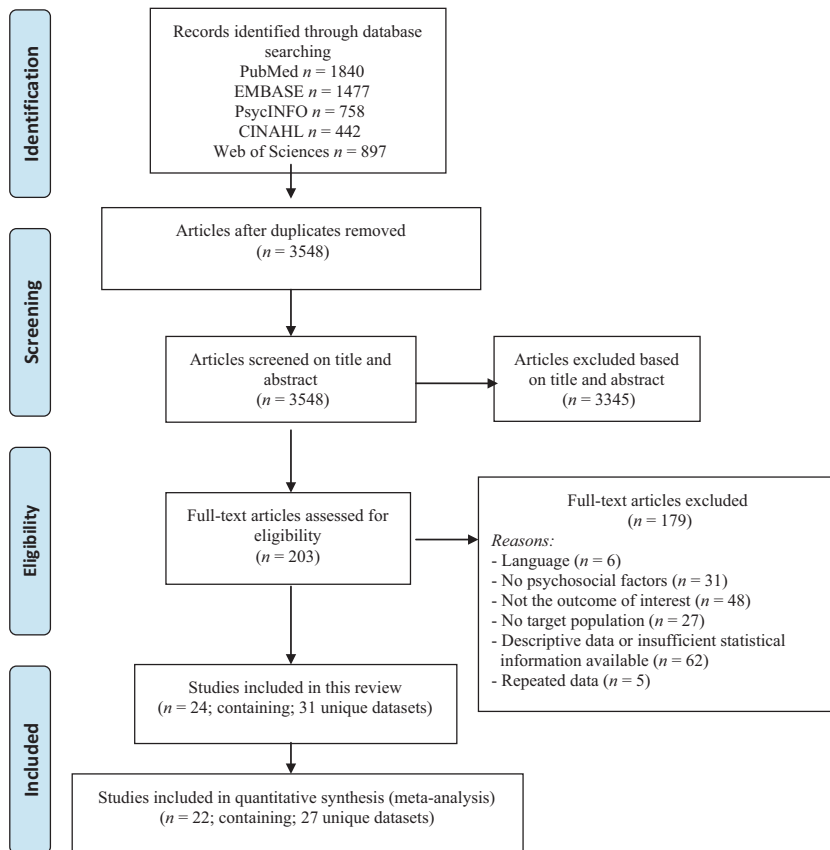 Identification
Records identified through database
searching
PubMed n = 1840
EMBASE n = 1477
PsycINFO n = 758
CINAHL n = 442
Web of Sciences n = 897
Screening
Articles after duplicates removed
(n = 3548)
Articles screened on title and
abstract
(n = 3548)
Articles excluded based
on title and abstract
(n = 3345)
Eligibility
Full-text articles assessed for
eligibility
(n = 203)
Full-text articles excluded
(n = 179)
Reasons:
- Language (n = 6)
- No psychosocial factors (n = 31)
- Not the outcome of interest (n = 48)
- No target population (n = 27)
- Descriptive data or insufficient statistical
information available (n = 62)
- Repeated data (n = 5)
Included
Studies included in this review
(n = 24; containing; 31 unique datasets)
Studies included in quantitative synthesis (meta-analysis)
(n = 22; containing; 27 unique datasets)